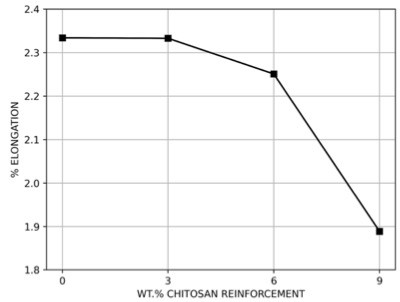 2.4
2.3
2.2
2.1
2.0
1.9
1.8
% ELONGATION
0 3 6 9
WT.% CHITOSAN REINFORCEMENT